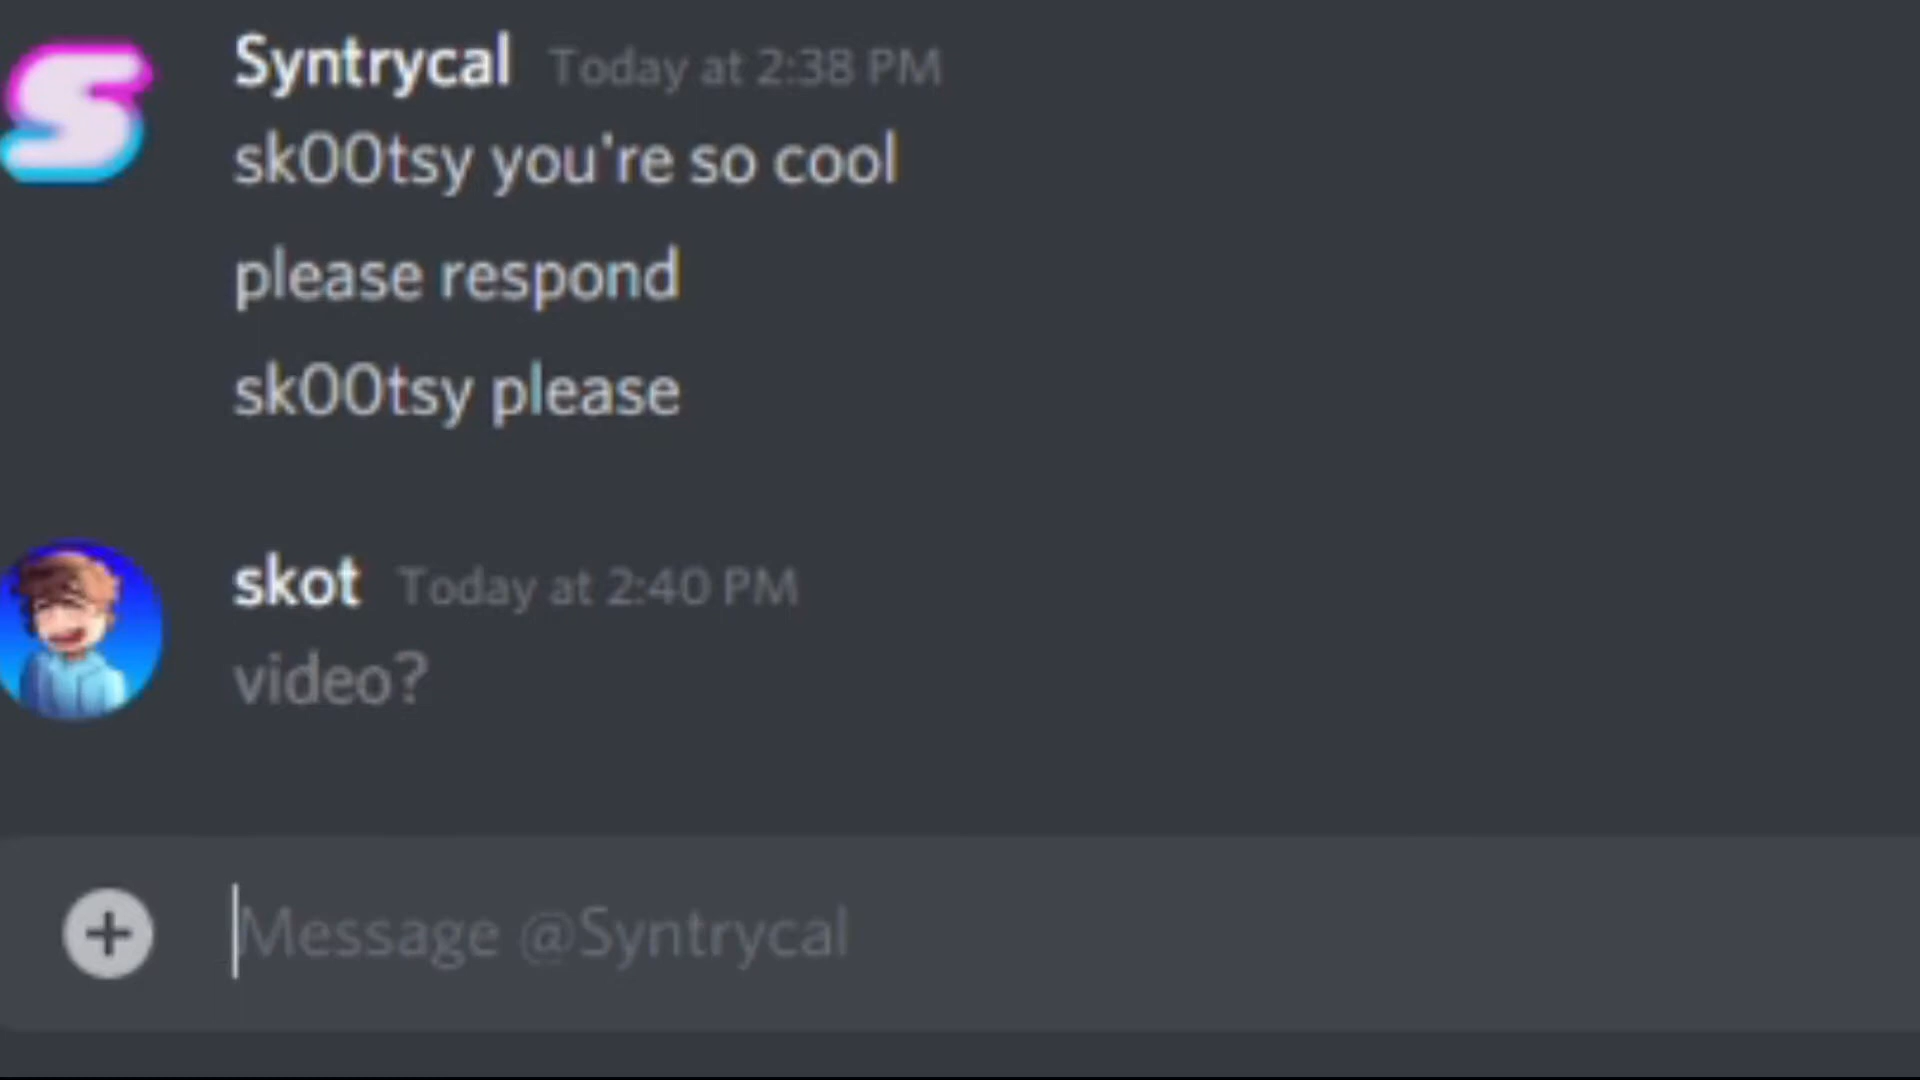 Syntrycal Today at 2:38 PM
sk00tsy you're so cool
please respond
sk00tsy please
skot Today at 2:40 PM
video?
Message @Syntrycal